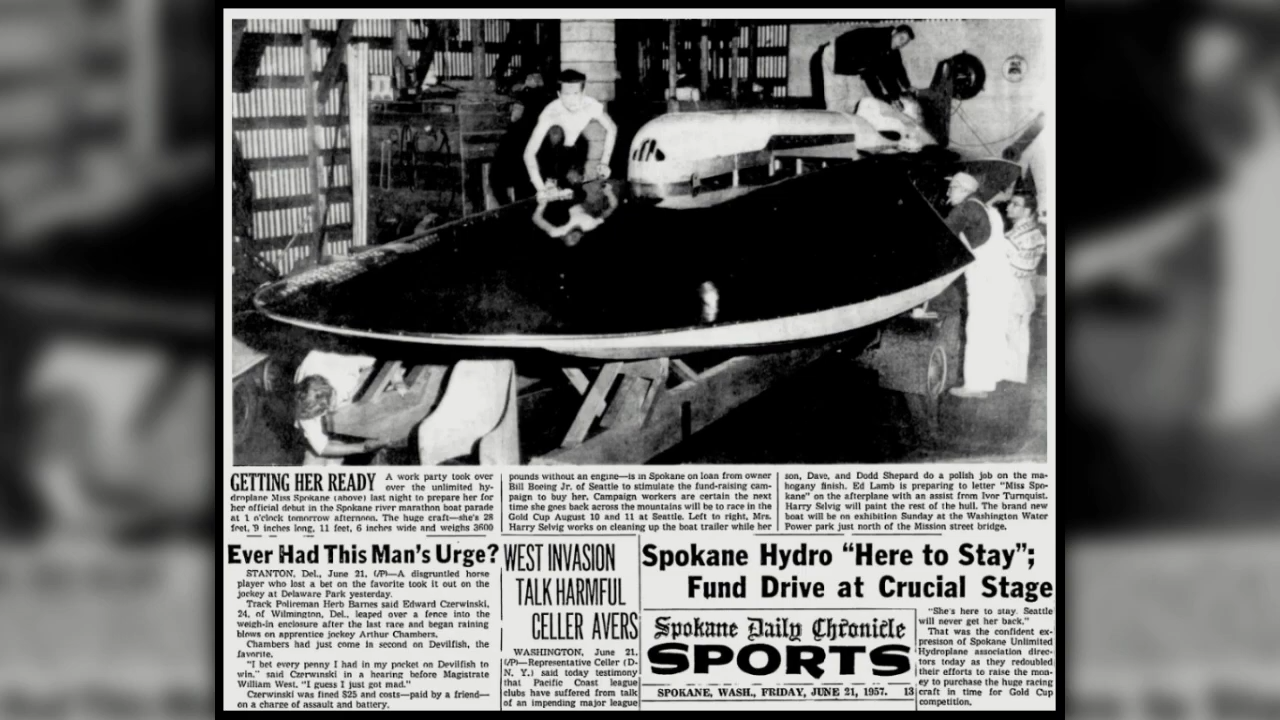 GETTING HER READY A work party took over
over the unlimited hy-
droplane Miss Spokane (above) last night to prepare her for
her official debut in the Spokane river marathon boat parade
at 1 o'clock tomorrow afternoon. The huge craft—she's 28
feet, 9 inches long, 11 feet, 6 inches wide and weighs 3600
pounds without an engine—is in Spokane on loan from owner
Bill Boeing Jr. of Seattle to stimulate the fund-raising cam-
paign to buy her. Campaign workers are certain the next
time she goes back across the mountains will be to race in the
Gold Cup August 10 and 11 at Seattle. Left to right, Mrs.
Harry Selvig works on cleaning up the boat trailer while her
son, Dave, and Dodd Shepard do a polish job on the ma-
hogany finish. Ed Lamb is preparing to letter "Miss Spo-
kane" on the afterplane with an assist from Ivor Turnquist.
Harry Selvig will paint the rest of the hull. The brand new
boat will be on exhibition Sunday at the Washington Water
Power park just north of the Mission street bridge.
Ever Had This Man's Urge?
STANTON, Del., June 21, (/P)—A disgruntled horse
player who lost a bet on the favorite took it out on the
jockey at Delaware Park yesterday.
Track Policeman Herb Barnes said Edward Czerwinski,
24, of Wilmington, Del., leaped over a fence into the
weigh-in enclosure after the last race and began raining
blows on apprentice jockey Arthur Chambers.
Chambers had just come in second on Devilfish, the
favorite.
"I bet every penny I had in my pocket on Devilfish to
win," said Czerwinski in a hearing before Magistrate
William West. "I guess I just got mad."
Czerwinski was fined $25 and costs—paid by a friend—
on a charge of assault and battery.
WEST INVASION
TALK HARMFUL
CELLER AVERS
WASHINGTON, June 21,
(/P)—Representative Celler (D-
N. Y.) said today testimony
that Pacific Coast league
clubs have suffered from talk
of an impending major league
Spokane Hydro "Here to Stay";
Fund Drive at Crucial Stage
Spokane Daily Chronicle
SPORTS
SPOKANE, WASH., FRIDAY, JUNE 21, 1957. 13
"She's here to stay. Seattle
will never get her back."
That was the confident ex-
presison of Spokane Unlimited
Hydroplane association direc-
tors today as they redoubled
their efforts to raise the mon-
ey to purchase the huge racing
craft in time for Gold Cup
competition.